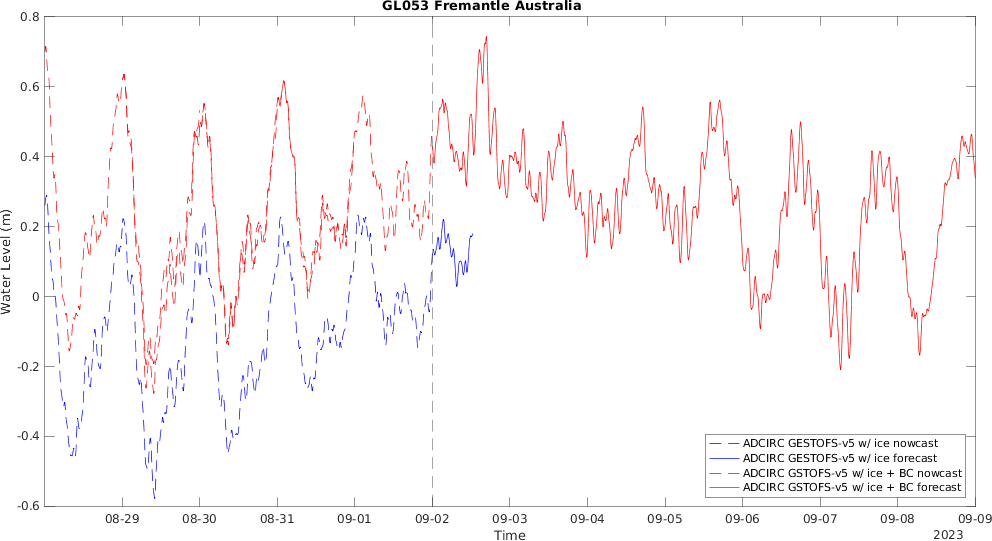 GL053 Fremantle Australia
0.8
0.6
0.4
0.2
0
-0.2
-0.4
-0.6
Water Level (m)
ADCIRC GESTOFS-v5 w/ ice nowcast
ADCIRC GESTOFS-v5 w/ ice forecast
ADCIRC GSTOFS-v5 w/ ice + BC nowcast
ADCIRC GSTOFS-v5 w/ ice + BC forecast
08-29 08-30 08-31 09-01 09-02 09-03 09-04 09-05 09-06 09-07 09-08 09-09
Time
2023